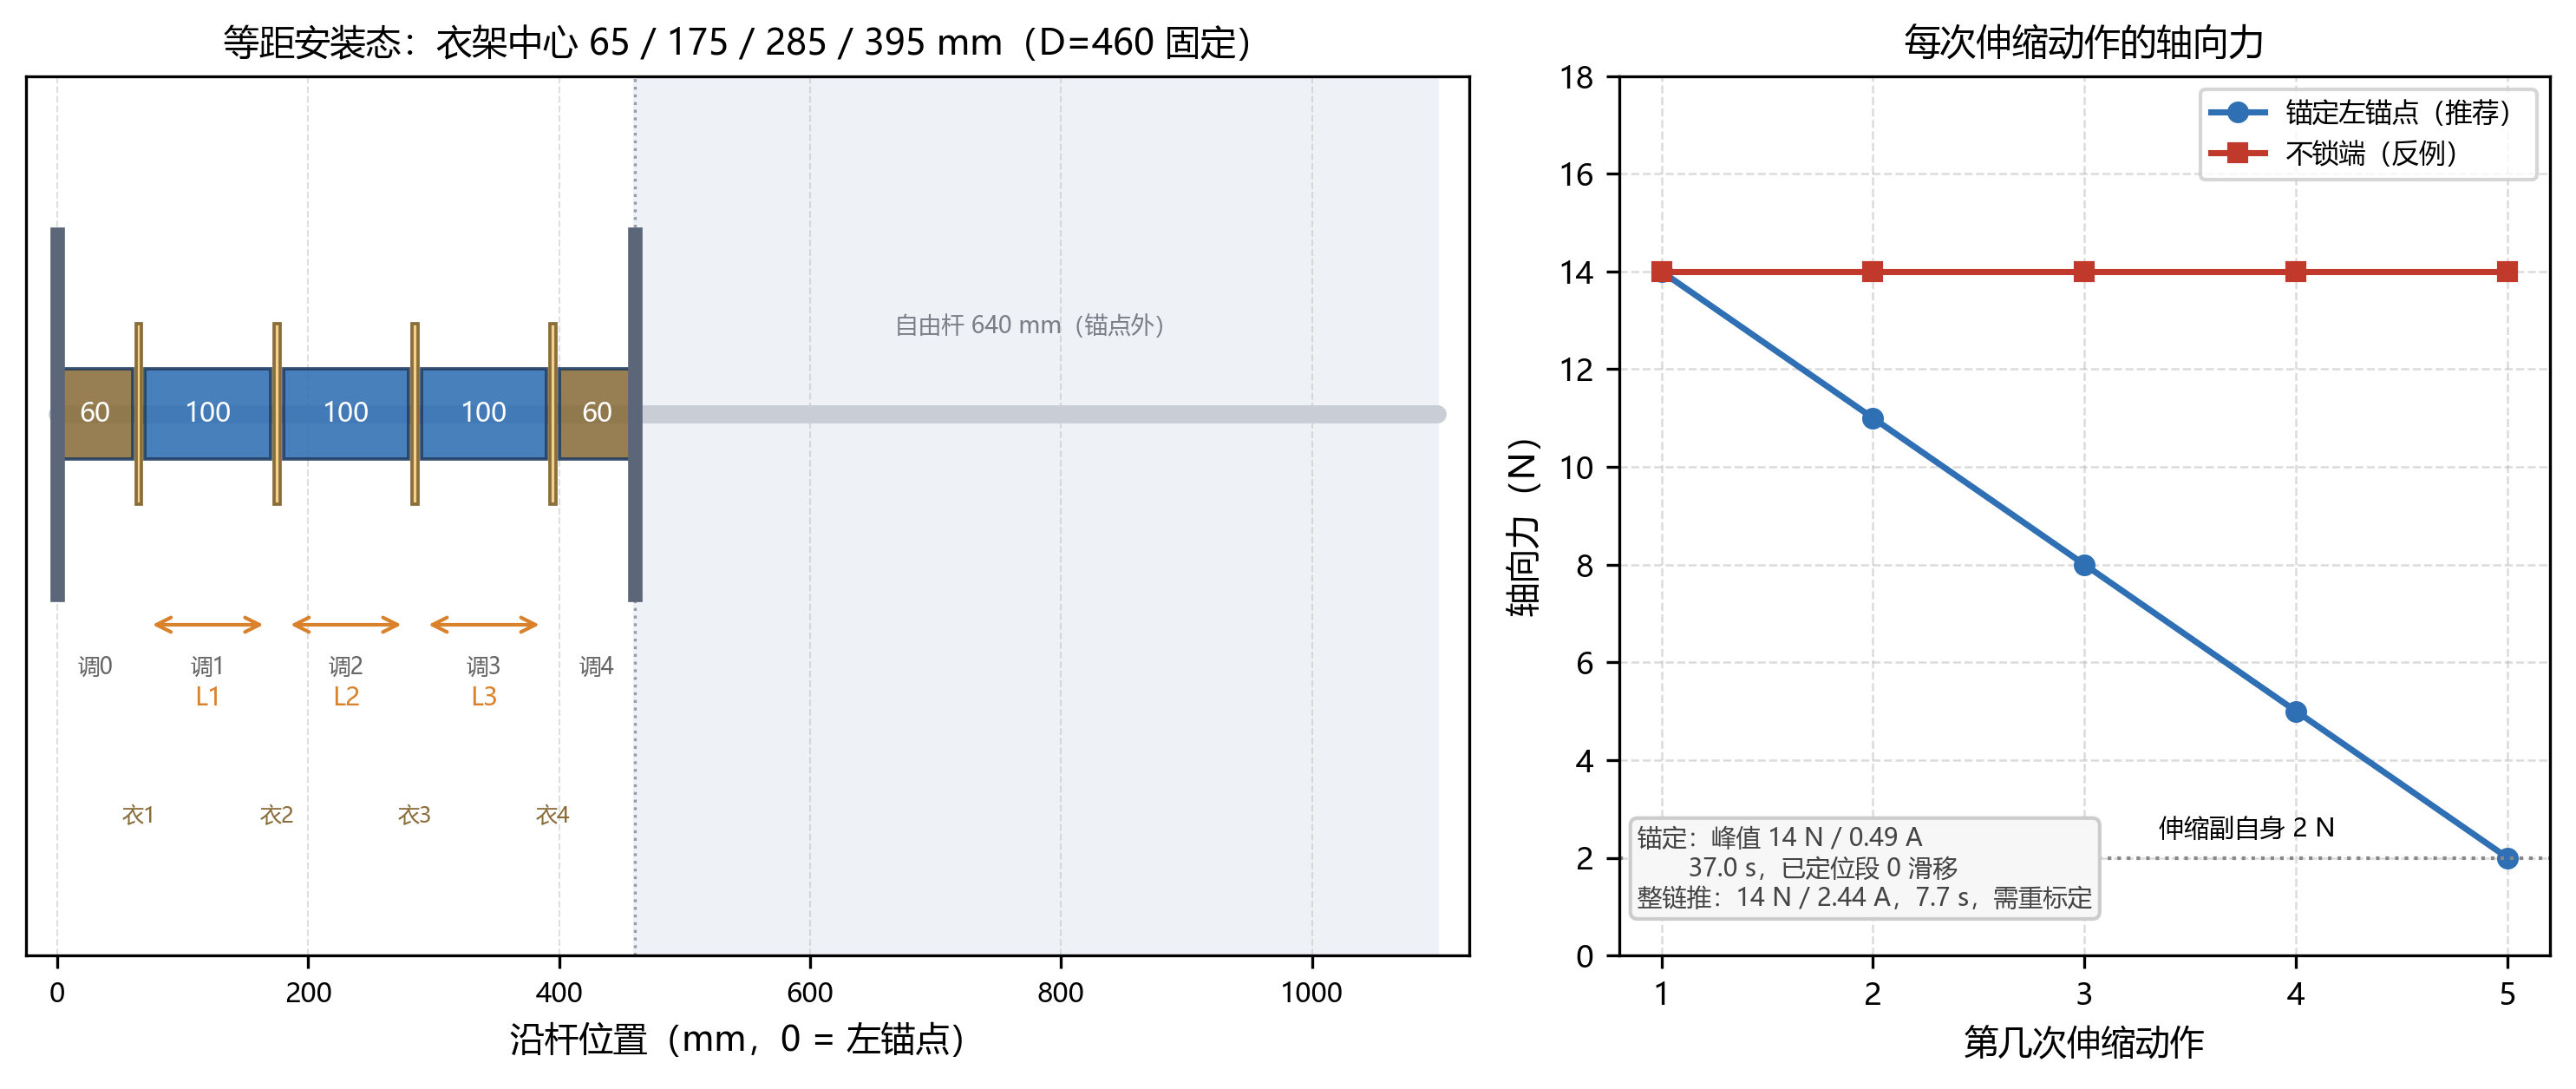 等距安装态：衣架中心 65 / 175 / 285 / 395 mm（D=460 固定）
自由杆 640 mm（锚点外）
60 100 100 100 60
调0 调1 调2 调3 调4
L1 L2 L3
衣1 衣2 衣3 衣4
0 200 400 600 800 1000
沿杆位置（mm，0 = 左锚点）
每次伸缩动作的轴向力
18
16
14
12
10
8
6
4
2
0
轴向力（N）
锚定左锚点（推荐）
不锁端（反例）
伸缩副自身 2 N
锚定：峰值 14 N / 0.49 A
37.0 s，已定位段 0 滑移
整链推：14 N / 2.44 A，7.7 s，需重标定
1 2 3 4 5
第几次伸缩动作